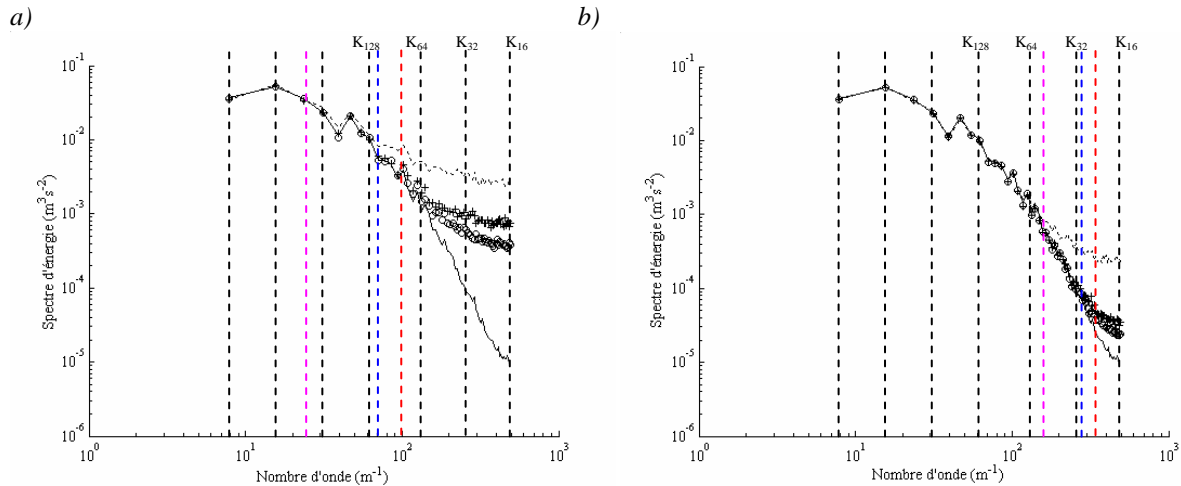 a)
K128 K64 K32 K16
10^-1
10^-2
10^-3
10^-4
10^-5
10^-6
Spectre d'énergie (m^3s^-2)
10^0 10^1 10^2 10^3
Nombre d'onde (m^-1)
b)
K128 K64 K32 K16
10^-1
10^-2
10^-3
10^-4
10^-5
10^-6
Spectre d'énergie (m^3s^-2)
10^0 10^1 10^2 10^3
Nombre d'onde (m^-1)